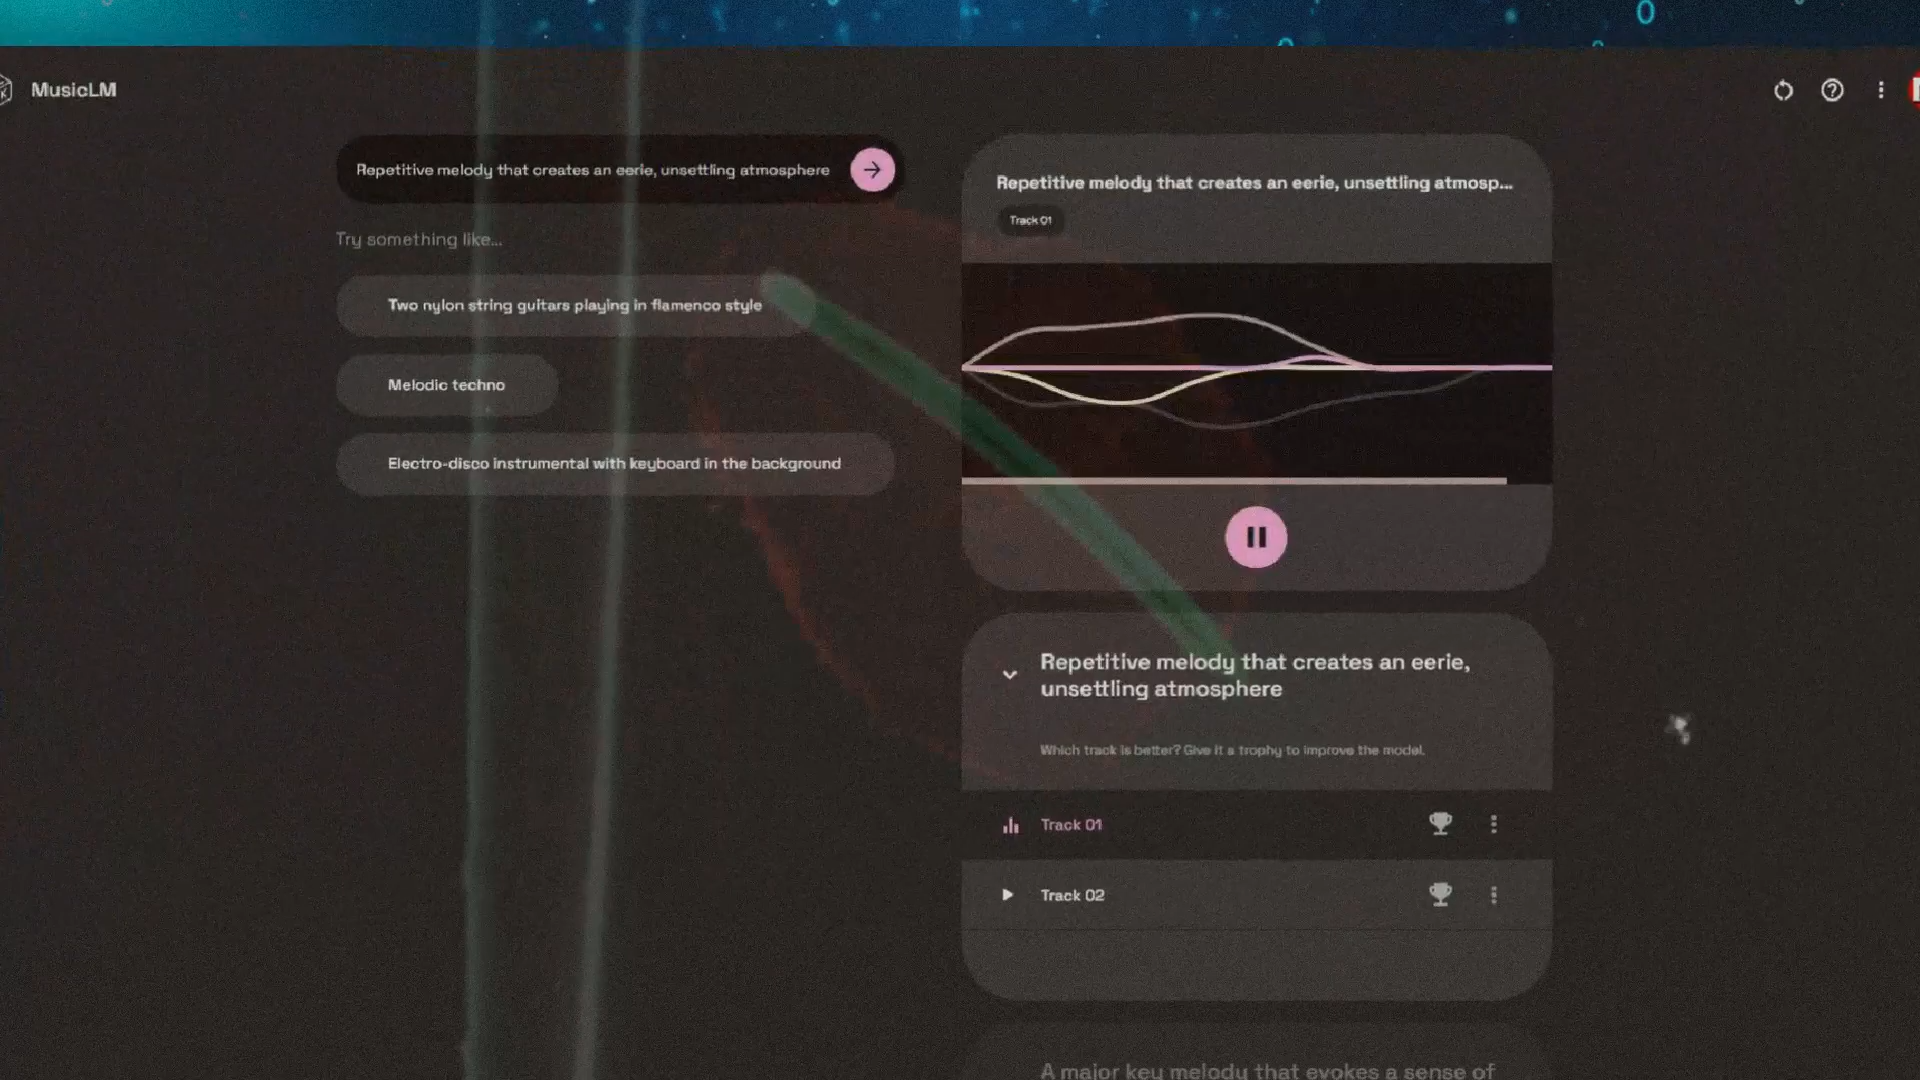 MusicLM
Repetitive melody that creates an eerie, unsettling atmosphere
Try something like...
Two nylon string guitars playing in flamenco style
Melodic techno
Electro-disco instrumental with keyboard in the background
Repetitive melody that creates an eerie, unsettling atmosp...
Track 01
Repetitive melody that creates an eerie,
unsettling atmosphere
Which track is better? Give it a trophy to improve the model.
Track 01
Track 02
A major key melody that evokes a sense of